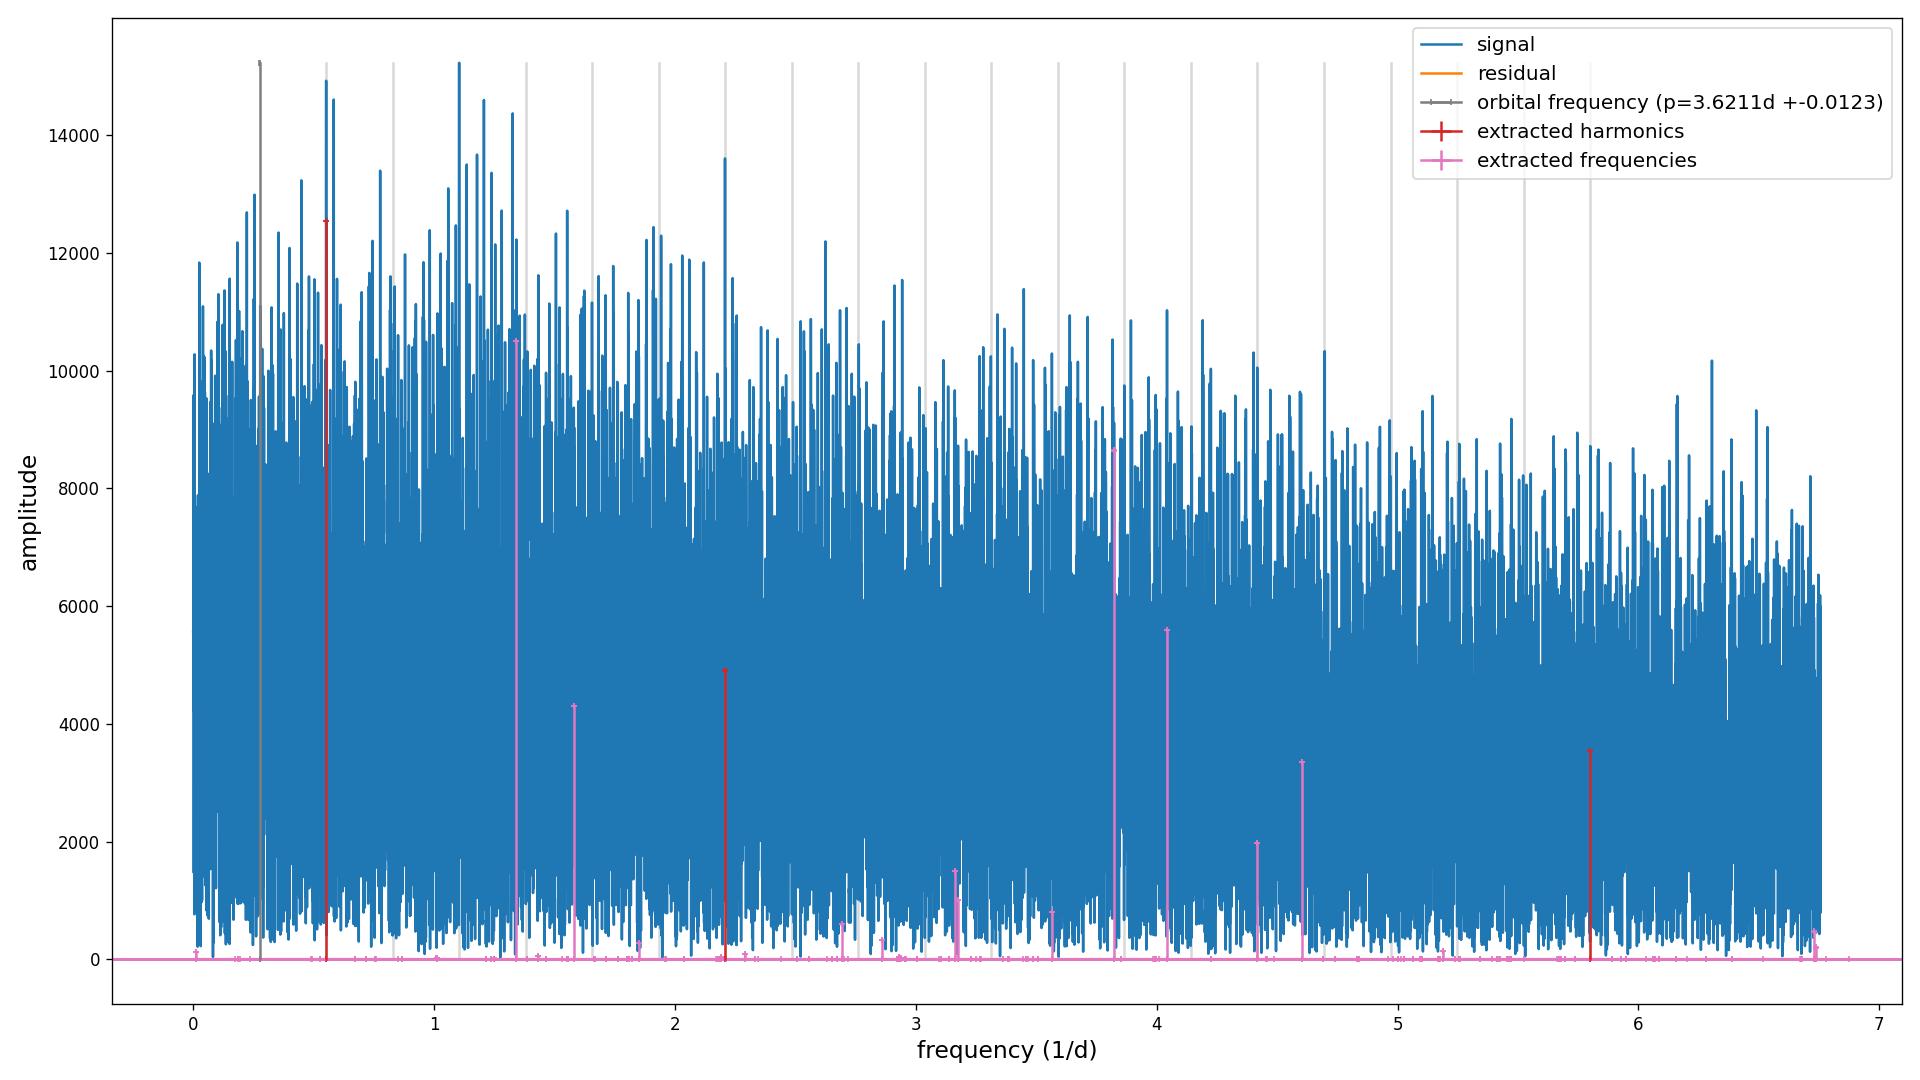 signal
residual
orbital frequency (p=3.6211d +-0.0123)
extracted harmonics
extracted frequencies
14000
12000
10000
8000
6000
4000
2000
0
amplitude
0 1 2 3 4 5 6 7
frequency (1/d)